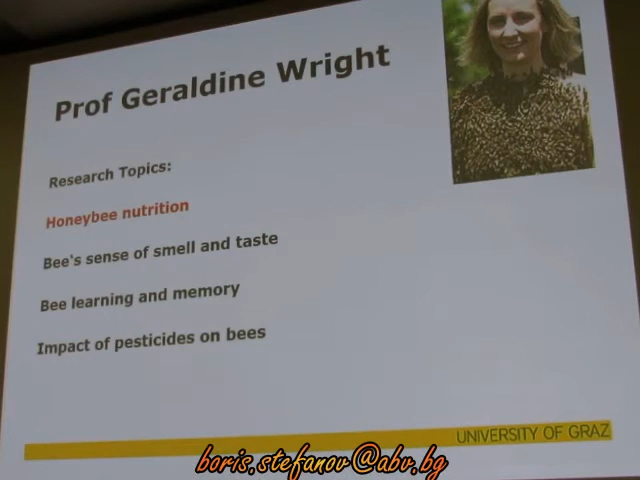 Prof Geraldine Wright
Research Topics:
Honeybee nutrition
Bee's sense of smell and taste
Bee learning and memory
Impact of pesticides on bees
UNIVERSITY OF GRAZ
boris.stefanov@abv.bg